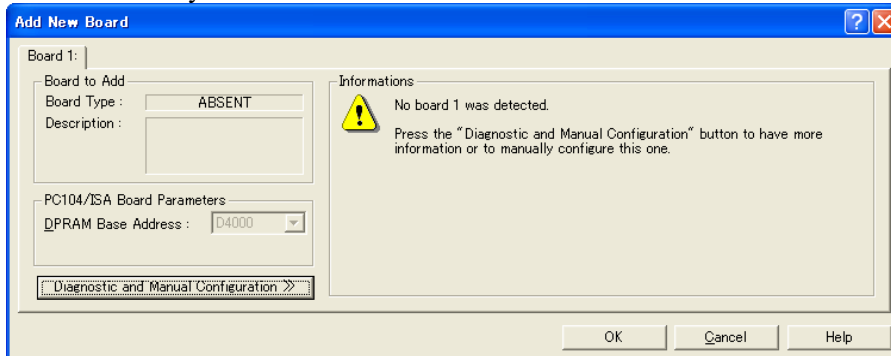 Add New Board
Board 1:
Board to Add
Board Type :
ABSENT
Description :
PC104/ISA Board Parameters
DPRAM Base Address :
D4000
Diagnostic and Manual Configuration >>
Informations
No board 1 was detected.
Press the "Diagnostic and Manual Configuration" button to have more
information or to manually configure this one.
OK
Cancel
Help